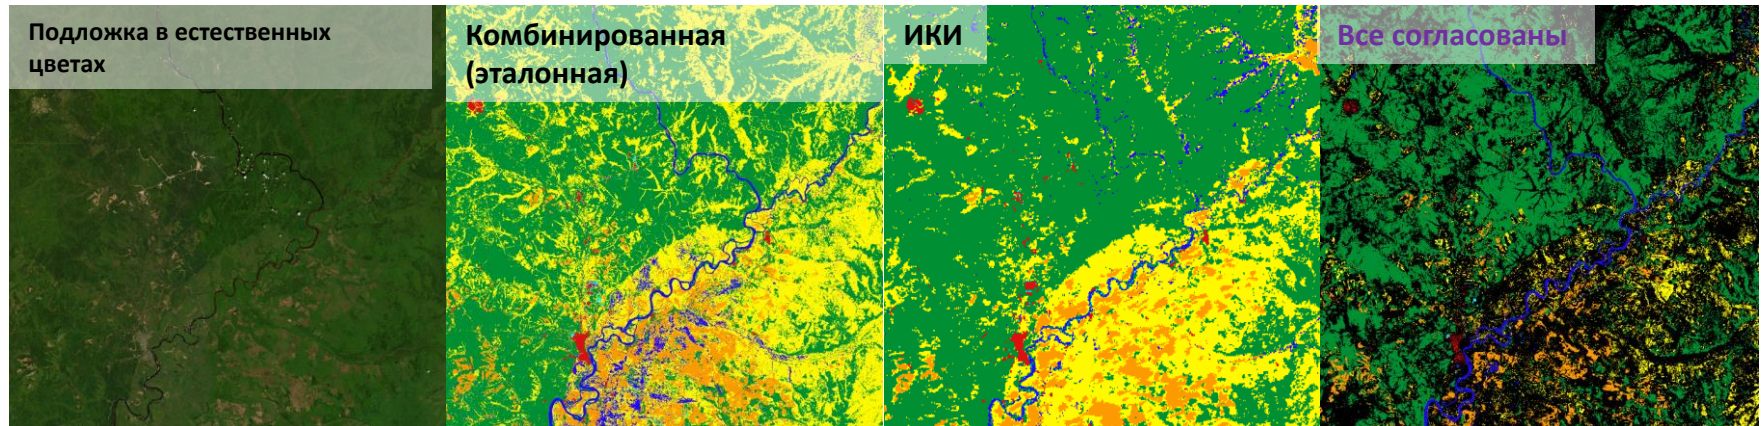 Подложка в естественных
цветах
Комбинированная
(эталонная)
ИКИ
Все согласованы